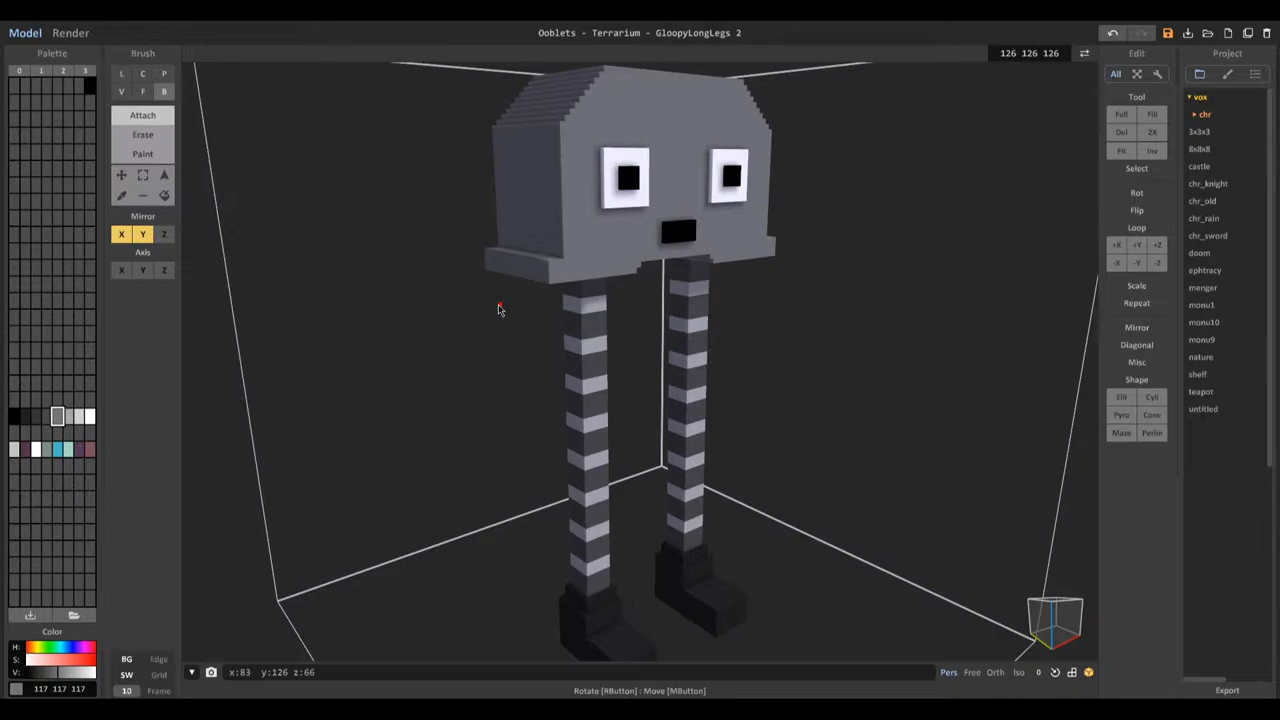 Model Render
Ooblets - Terrarium - GloopyLongLegs 2
Palette
0 1 2 3
Color
H:
S:
V:
117 117 117
Brush
L C P
V F B
Attach
Erase
Paint
Mirror
X Y Z
Axis
X Y Z
BG Edge
SW Grid
10 Frame
126 126 126
x:83 y:126 z:66
Pers Free Orth Iso 0
Rotate [RButton] : Move [MButton]
Edit
All
Tool
Full Fill
Del ZX
Fit Inv
Select
Rot
Flip
Loop
+X +Y +Z
-X -Y -Z
Scale
Repeat
Mirror
Diagonal
Misc
Shape
Elli Cyli
Pyra Cone
Maze Perlin
Project
vox
chr
3x3x3
8x8x8
castle
chr_knight
chr_old
chr_rain
chr_sword
doom
ephtracy
menger
monu1
monu10
monu9
nature
shelf
teapot
untitled
Export